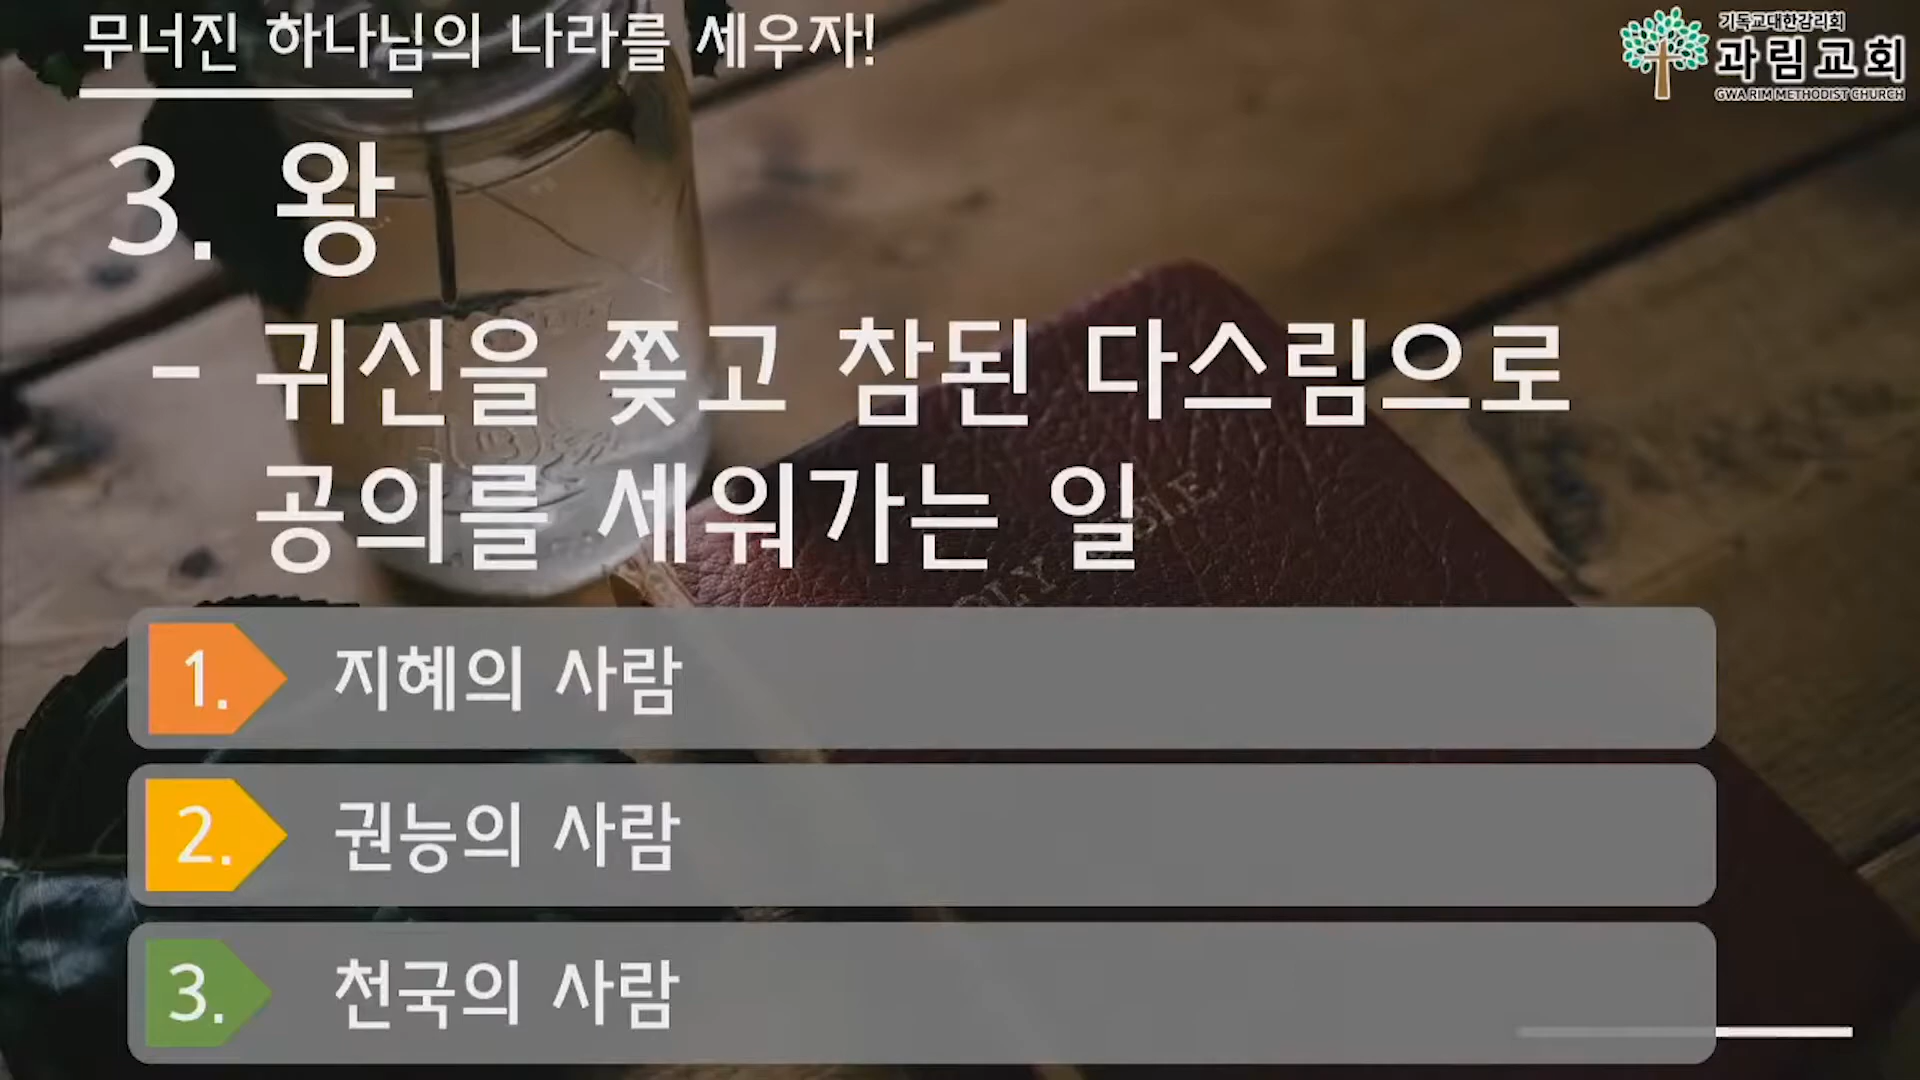 무너진 하나님의 나라를 세우자!
기독교대한감리회
과림교회
GWA RIM METHODIST CHURCH
3. 왕
- 귀신을 쫓고 참된 다스림으로
공의를 세워가는 일
HOLY BIBLE
1. 지혜의 사람
2. 권능의 사람
3. 천국의 사람